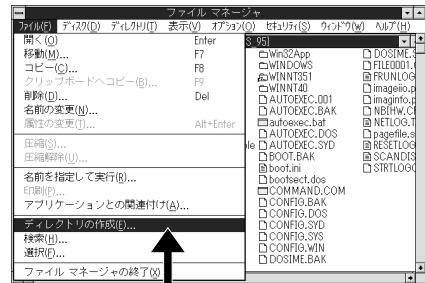 ファイル マネージャ
ファイル(F) ディスク(D) ディレクトリ(T) 表示(V) オプション(O) セキュリティ(S) ウィンドウ(W) ヘルプ(H)
開く(O) Enter
移動(M)... F7
コピー(C)... F8
クリップボードへコピー(B)... F9
削除(D)... Del
名前の変更(N)...
属性の変更(T)... Alt+Enter
圧縮(S)...
圧縮解除(U)...
名前を指定して実行(R)...
印刷(P)...
アプリケーションとの関連付け(A)...
ディレクトリの作成(E)...
検索(H)...
選択(F)...
ファイル マネージャの終了(X)
S_95]
Win32App
WINDOWS
WINNT351
WINNT40
AUTOEXEC.001
AUTOEXEC.BAK
autoexec.bat
AUTOEXEC.DOS
AUTOEXEC.SYD
BOOT.BAK
boot.ini
bootsect.dos
COMMAND.COM
CONFIG.BAK
CONFIG.DOS
CONFIG.SYD
CONFIG.SYS
CONFIG.WIN
DOSIME.BAK
DOSIME.S
FILE0001.
FRUNLOG
imageiio.p
imaginfo.p
NBIHW.C
NETLOG.T
pagefile.s
RESETLOG
SCANDIS
STRTLOG